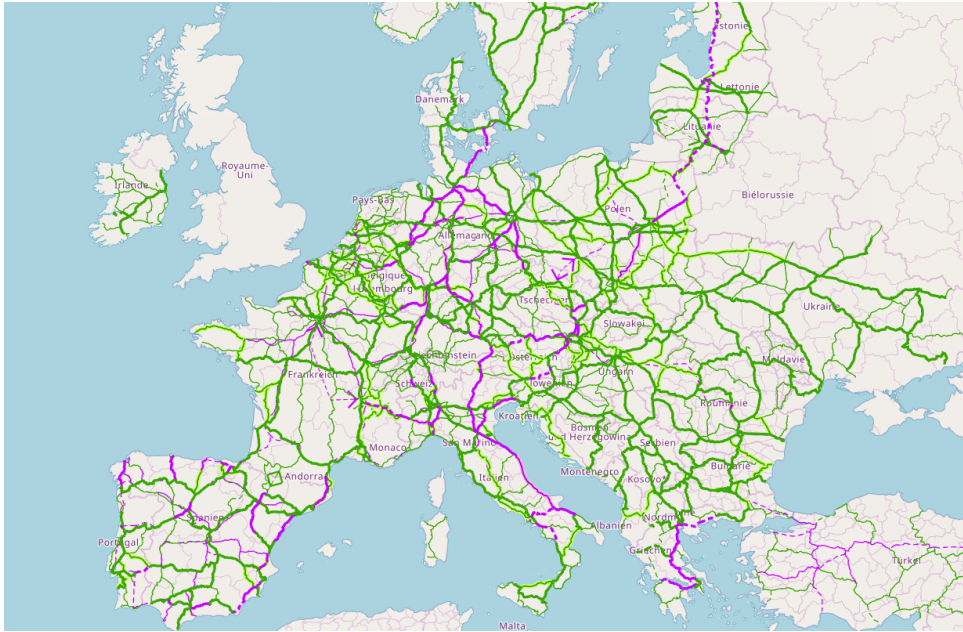 Estonie
Danemark
Lettonie
Lituanie
Royaume-
Uni
Irlande
Biélorussie
Pays-Bas
Polen
Allemagne
Belgique
Luxembourg
Tschechien
Ukraine
Slowakei
Liechtenstein
Österreich
Moldavie
Ungarn
Frankreich
Schweiz
Slowenien
Roumanie
Kroatien
Bosnien
und Herzegowina
San Marino
Monaco
Serbien
Andorra
Italien
Montenegro
Kosovo
Bulgarie
Spanien
Portugal
Albanien
Griechen
Türkei
Malta